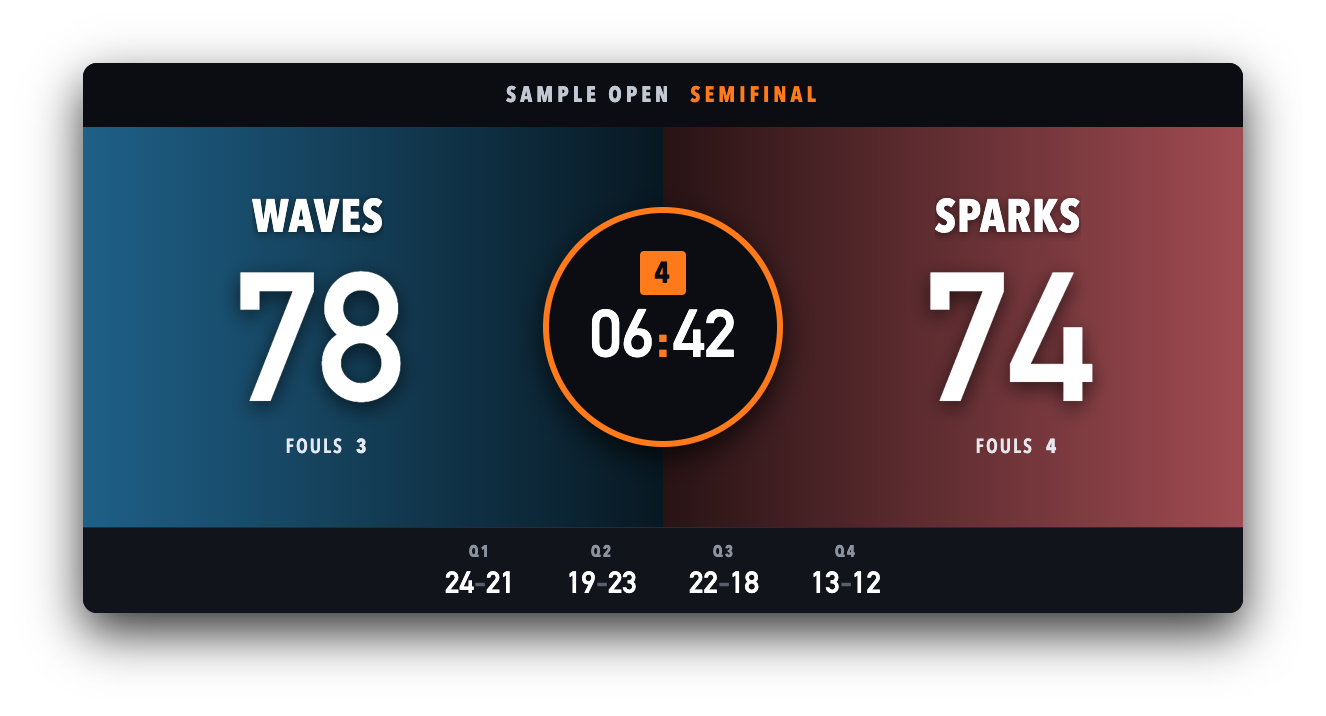 SAMPLE OPEN SEMIFINAL
WAVES
78
FOULS 3
4
06:42
SPARKS
74
FOULS 4
Q1 Q2 Q3 Q4
24–21 19–23 22–18 13–12